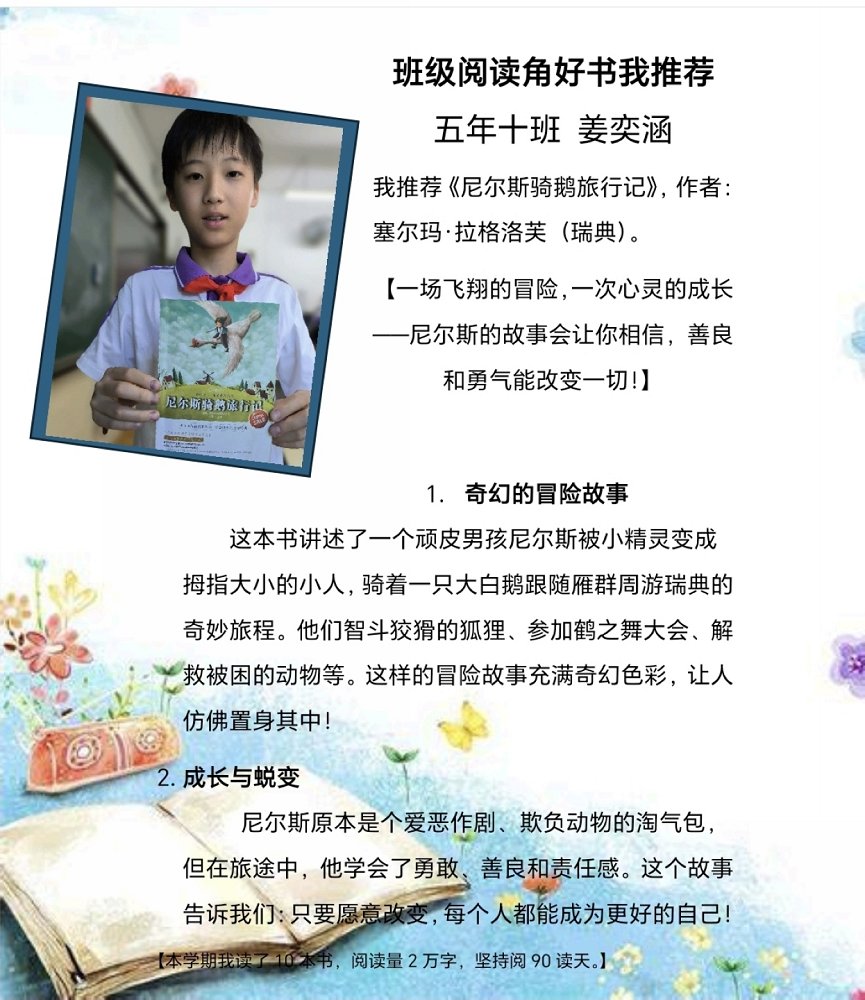 班级阅读角好书我推荐
五年十班 姜奕涵
我推荐《尼尔斯骑鹅旅行记》，作者：
塞尔玛·拉格洛芙（瑞典）。
【一场飞翔的冒险，一次心灵的成长
——尼尔斯的故事会让你相信，善良
和勇气能改变一切！】
尼尔斯骑鹅旅行记
1. 奇幻的冒险故事
这本书讲述了一个顽皮男孩尼尔斯被小精灵变成
拇指大小的小人，骑着一只大白鹅跟随雁群周游瑞典的
奇妙旅程。他们智斗狡猾的狐狸、参加鹤之舞大会、解
救被困的动物等。这样的冒险故事充满奇幻色彩，让人
仿佛置身其中！
2. 成长与蜕变
尼尔斯原本是个爱恶作剧、欺负动物的淘气包，
但在旅途中，他学会了勇敢、善良和责任感。这个故事
告诉我们：只要愿意改变，每个人都能成为更好的自己！
【本学期我读了 10 本书，阅读量 2 万字，坚持阅 90 读天。】